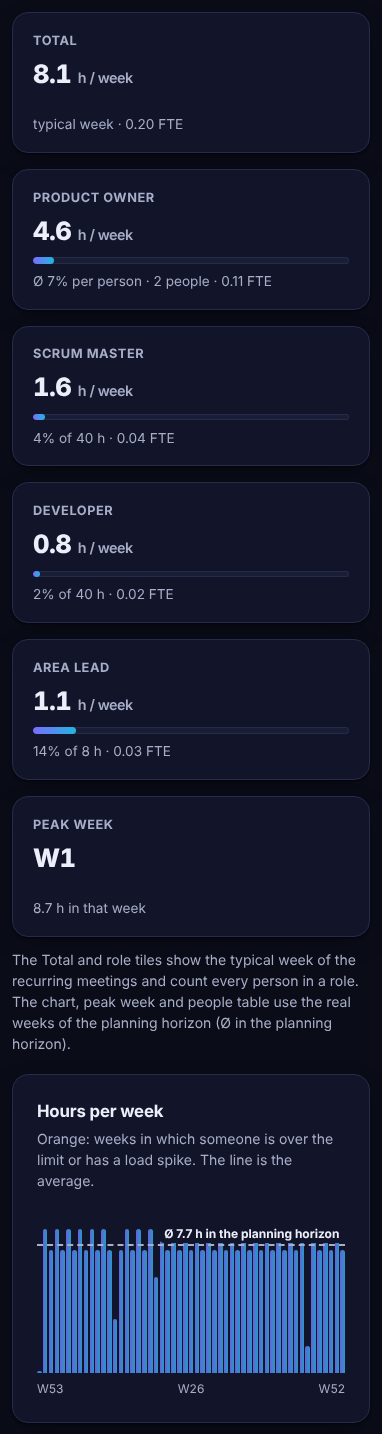 TOTAL
8.1 h / week
typical week · 0.20 FTE
PRODUCT OWNER
4.6 h / week
Ø 7% per person · 2 people · 0.11 FTE
SCRUM MASTER
1.6 h / week
4% of 40 h · 0.04 FTE
DEVELOPER
0.8 h / week
2% of 40 h · 0.02 FTE
AREA LEAD
1.1 h / week
14% of 8 h · 0.03 FTE
PEAK WEEK
W1
8.7 h in that week
The Total and role tiles show the typical week of the
recurring meetings and count every person in a role.
The chart, peak week and people table use the real
weeks of the planning horizon (Ø in the planning
horizon).
Hours per week
Orange: weeks in which someone is over the
limit or has a load spike. The line is the
average.
Ø 7.7 h in the planning horizon
W53 W26 W52